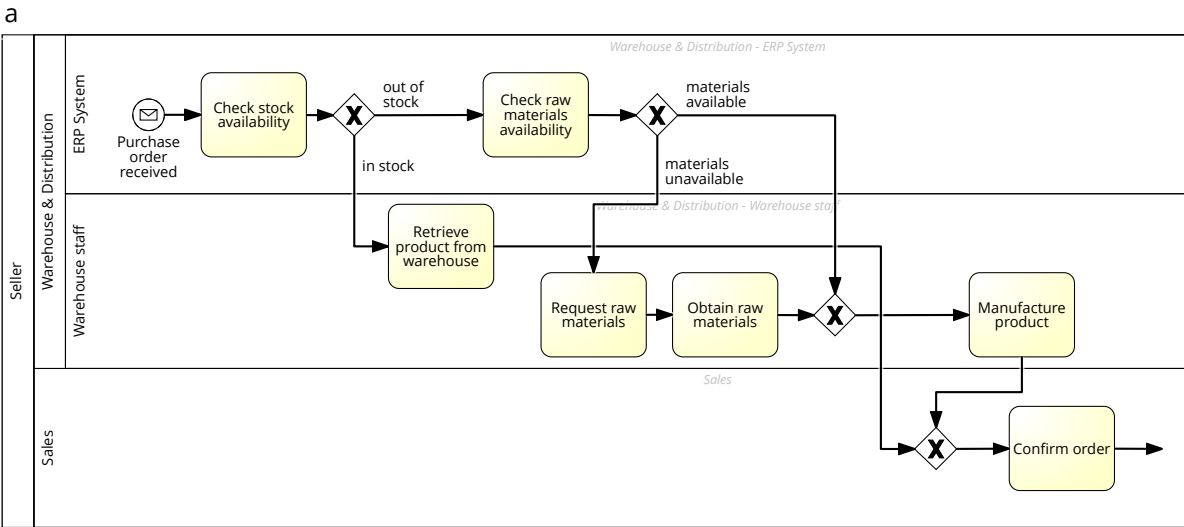 a
Seller
Warehouse & Distribution
ERP System
Warehouse & Distribution - ERP System
Purchase
order
received
Check stock
availability
out of
stock
in stock
Check raw
materials
availability
materials
available
materials
unavailable
Warehouse staff
Warehouse & Distribution - Warehouse staff
Retrieve
product from
warehouse
Request raw
materials
Obtain raw
materials
Manufacture
product
Sales
Sales
Confirm order